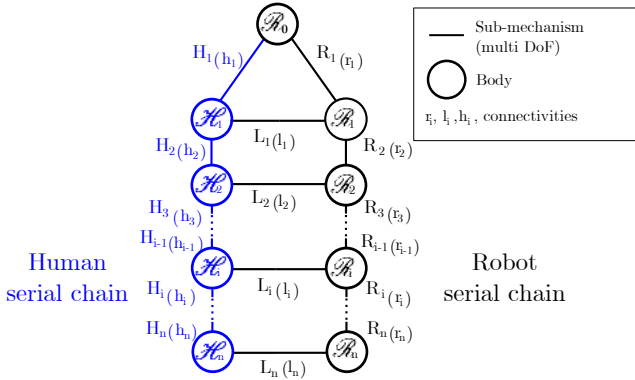 ℛ0
H1(h1)
R1(r1)
ℋ1
ℛ1
L1(l1)
H2(h2)
R2(r2)
ℋ2
ℛ2
L2(l2)
H3(h3)
R3(r3)
Hi-1(hi-1)
Ri-1(ri-1)
ℋi
ℛi
Li(li)
Hi(hi)
Ri(ri)
Hn(hn)
Rn(rn)
ℋn
ℛn
Ln(ln)
Human
serial chain
Robot
serial chain
Sub-mechanism
(multi DoF)
Body
ri, li,hi, connectivities